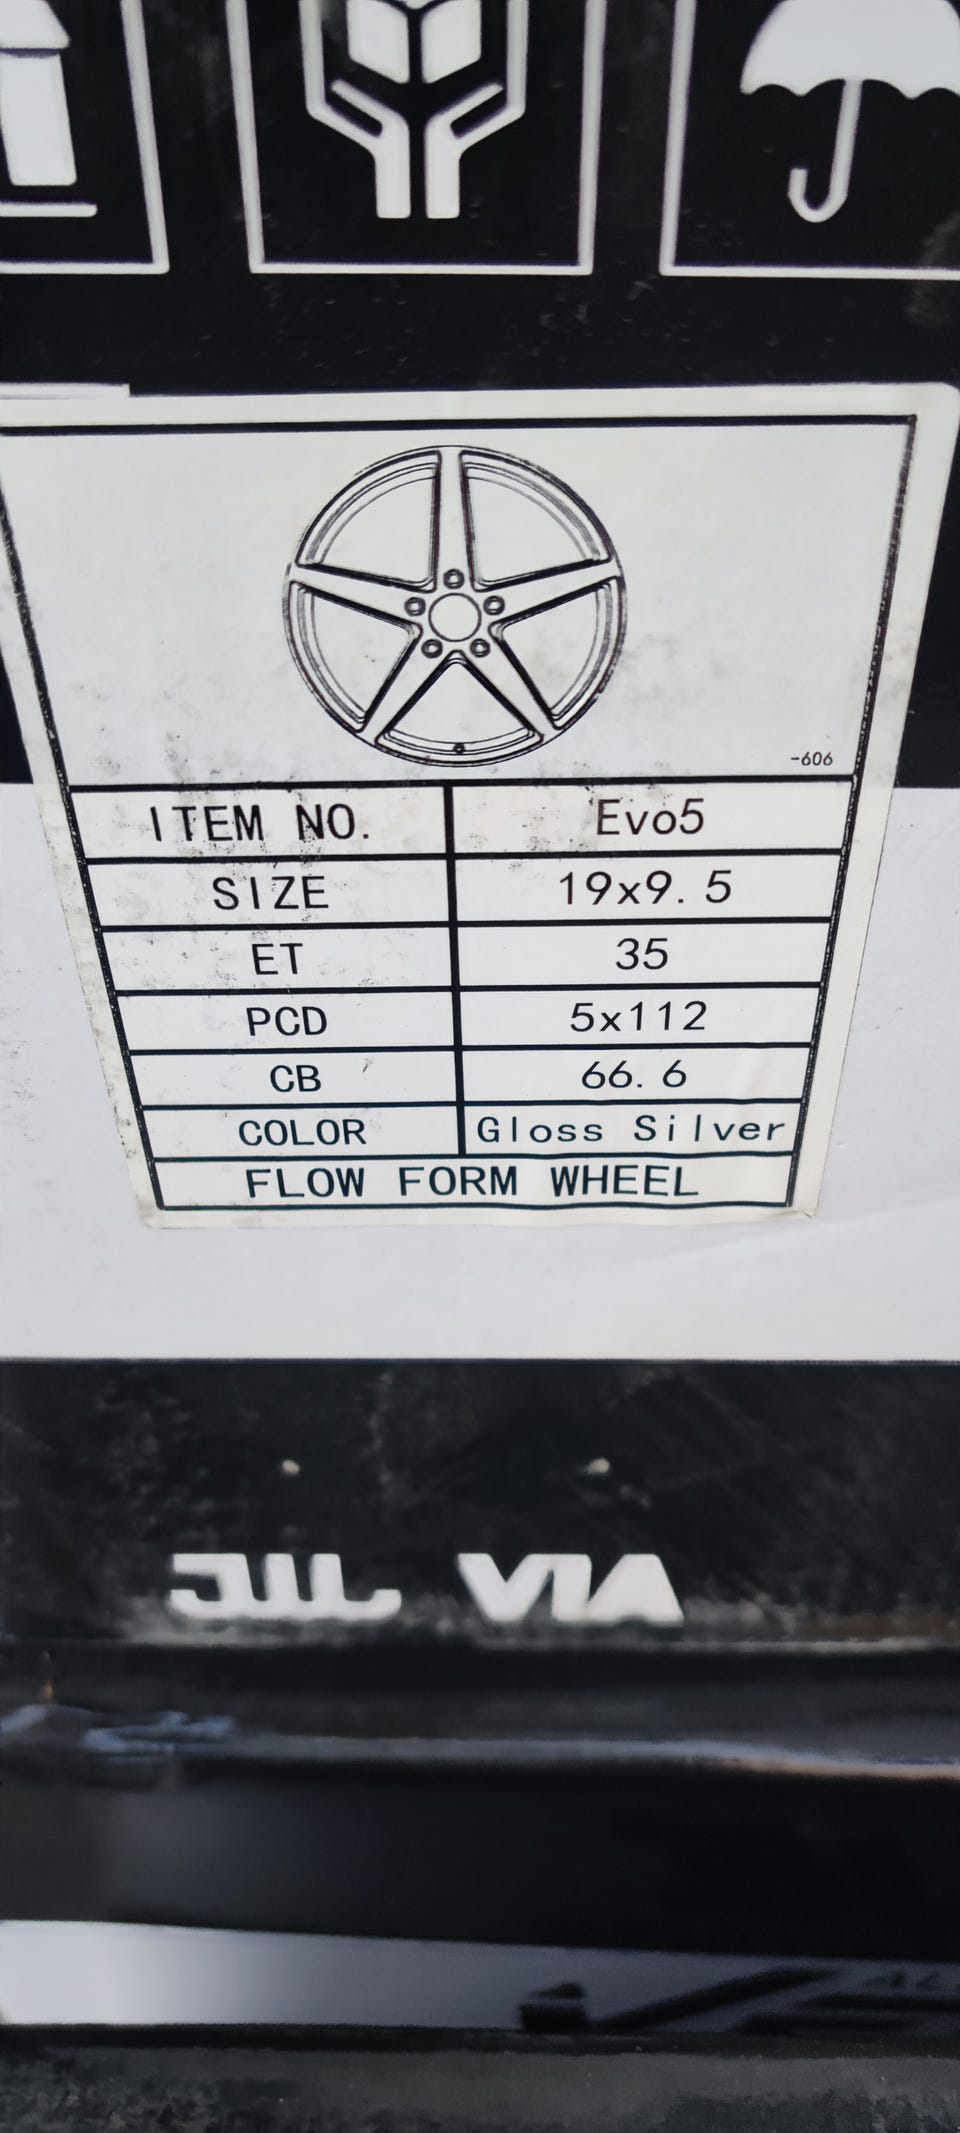 -606
ITEM NO. Evo5
SIZE 19x9.5
ET 35
PCD 5x112
CB 66.6
COLOR Gloss Silver
FLOW FORM WHEEL
VIA